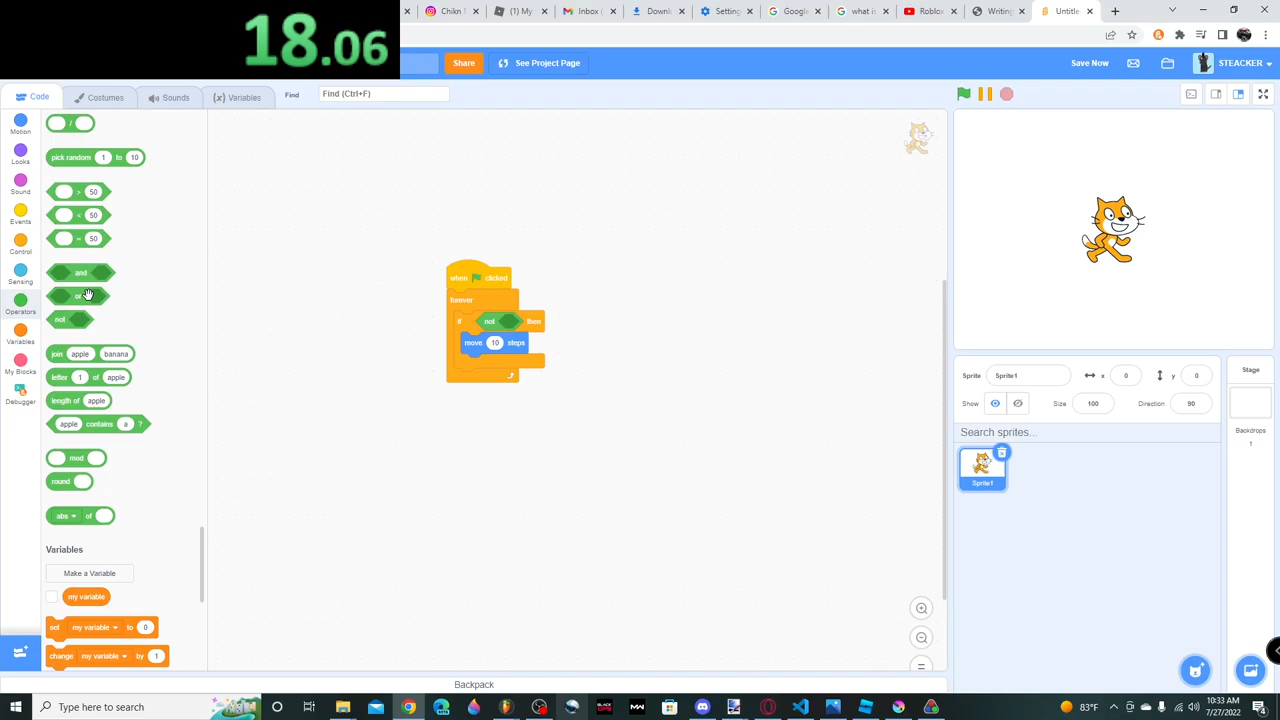 18.06
Chikn f
(1) My
Inbox (
Downlo
Setting
Google
what is
Roblox
Writing
Untitle
Share
See Project Page
Save Now
STEACKER
Code
Costumes
Sounds
(x) Variables
Find
Find (Ctrl+F)
Motion
Looks
Sound
Events
Control
Sensing
Operators
Variables
My Blocks
Debugger
/
pick random 1 to 10
> 50
< 50
= 50
and
or
not
join apple banana
letter 1 of apple
length of apple
apple contains a ?
mod
round
abs of
Variables
Make a Variable
my variable
set my variable to 0
change my variable by 1
when clicked
forever
if not then
move 10 steps
Sprite Sprite1 x 0 y 0
Show Size 100 Direction 90
Search sprites...
Sprite1
Stage
Backdrops
1
Backpack
Type here to search
BLACK OPS
83°F
10:33 AM
7/27/2022